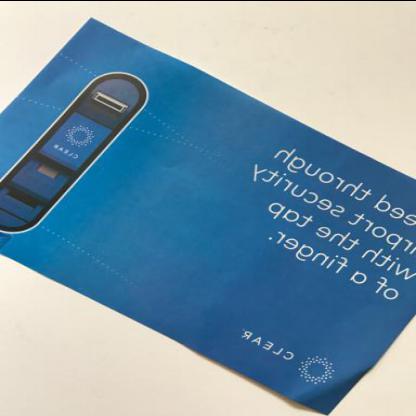 eed through
irport security
with the tap
of a finger.
CLEAR
CLEAR